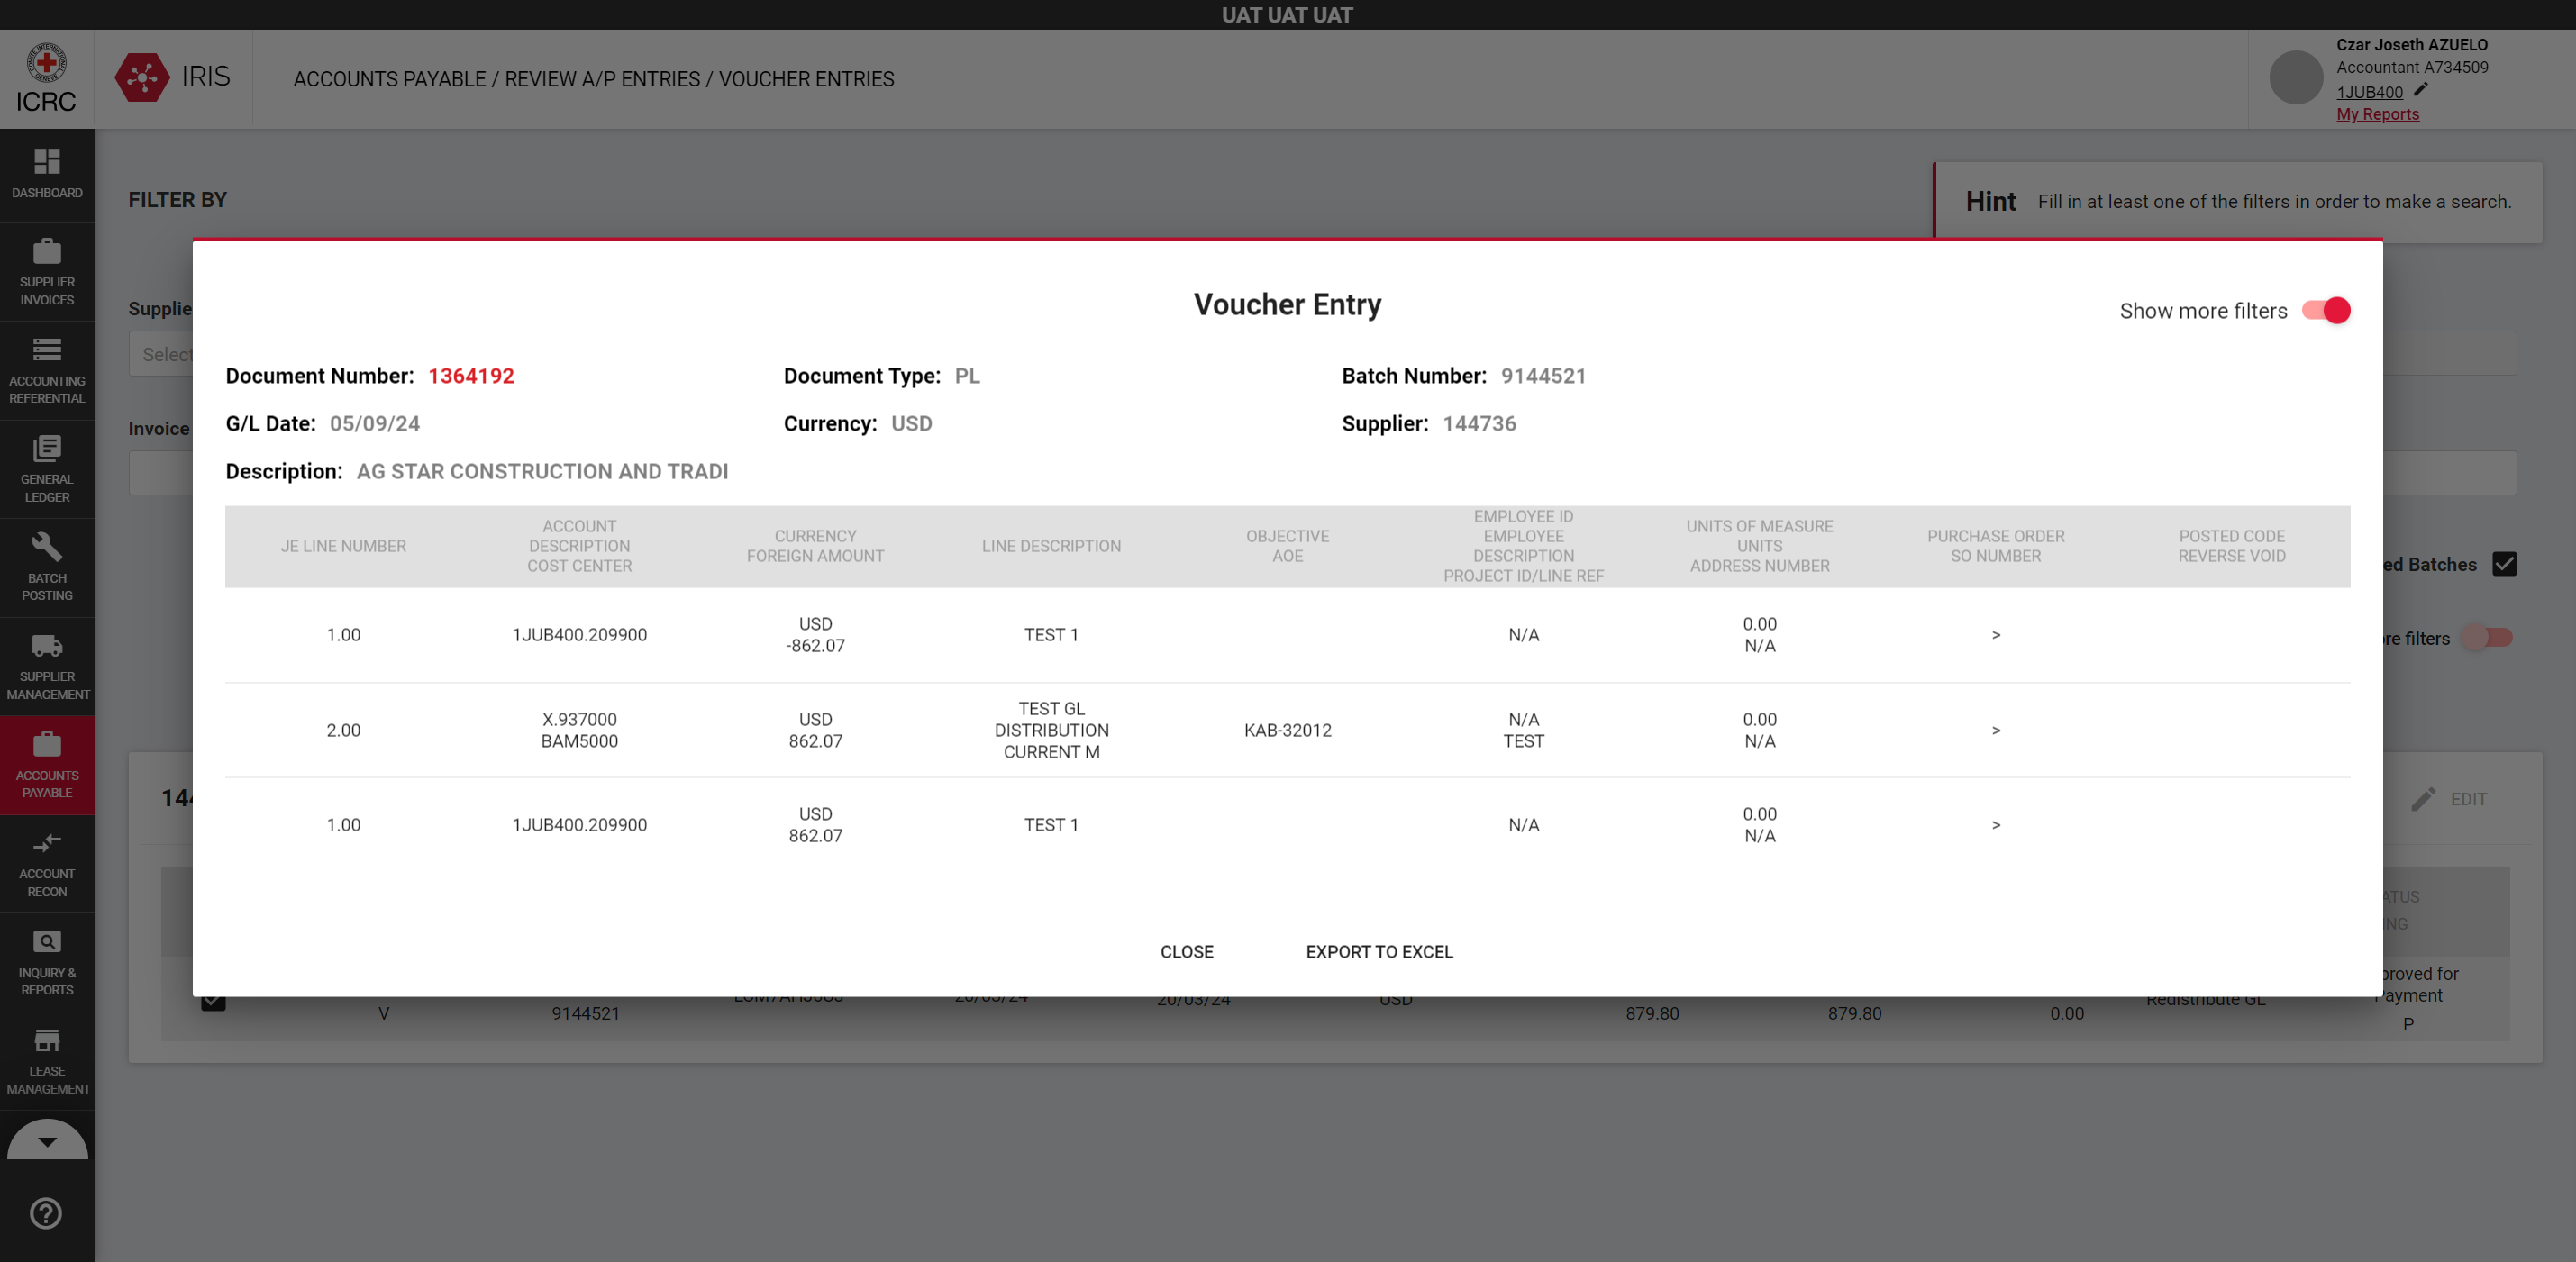 UAT UAT UAT
ICRC
IRIS
ACCOUNTS PAYABLE / REVIEW A/P ENTRIES / VOUCHER ENTRIES
Czar Joseth AZUELO
Accountant A734509
1JUB400
My Reports
DASHBOARD
SUPPLIER
INVOICES
ACCOUNTING
REFERENTIAL
GENERAL
LEDGER
BATCH
POSTING
SUPPLIER
MANAGEMENT
ACCOUNTS
PAYABLE
ACCOUNT
RECON
INQUIRY &
REPORTS
LEASE
MANAGEMENT
FILTER BY
Hint Fill in at least one of the filters in order to make a search.
Invoice
ed Batches
filters
Voucher Entry
Show more filters
Document Number: 1364192 Document Type: PL Batch Number: 9144521
G/L Date: 05/09/24 Currency: USD Supplier: 144736
Description: AG STAR CONSTRUCTION AND TRADI
JE LINE NUMBER
ACCOUNT
DESCRIPTION
COST CENTER
CURRENCY
FOREIGN AMOUNT
LINE DESCRIPTION
OBJECTIVE
AOE
EMPLOYEE ID
EMPLOYEE
DESCRIPTION
PROJECT ID/LINE REF
UNITS OF MEASURE
UNITS
ADDRESS NUMBER
PURCHASE ORDER
SO NUMBER
POSTED CODE
REVERSE VOID
1.00
1JUB400.209900
USD
-862.07
TEST 1
N/A
0.00
N/A
>
2.00
X.937000
BAM5000
USD
862.07
TEST GL
DISTRIBUTION
CURRENT M
KAB-32012
N/A
TEST
0.00
N/A
>
1.00
1JUB400.209900
USD
862.07
TEST 1
N/A
0.00
N/A
>
CLOSE EXPORT TO EXCEL
EDIT
20/03/24
USD
Redistribute GL
Payment
V 9144521 879.80 879.80 0.00 P